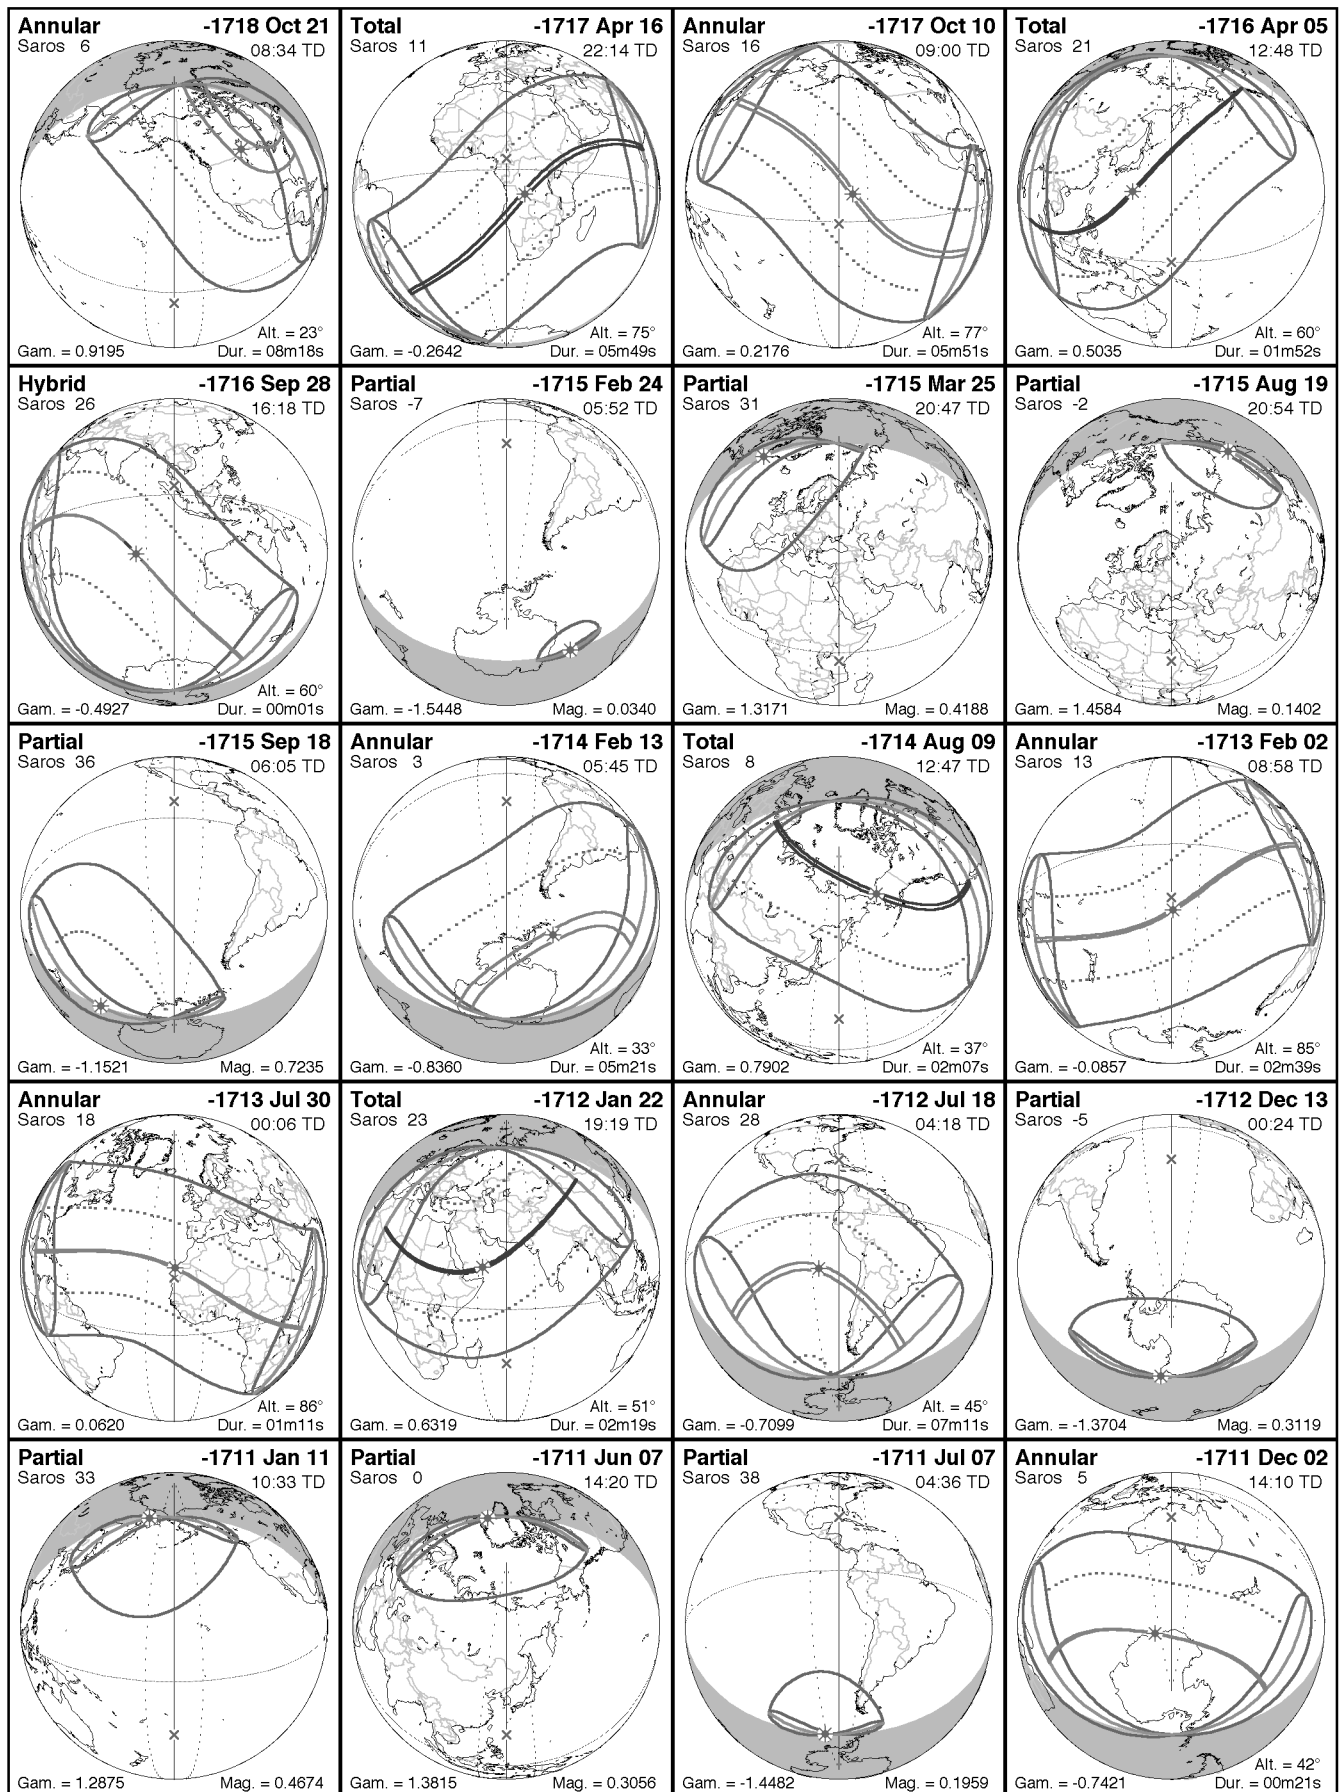 Annular -1718 Oct 21
Saros 6 08:34 TD
Alt. = 23°
Gam. = 0.9195 Dur. = 08m18s
Total -1717 Apr 16
Saros 11 22:14 TD
Alt. = 75°
Gam. = -0.2642 Dur. = 05m49s
Annular -1717 Oct 10
Saros 16 09:00 TD
Alt. = 77°
Gam. = 0.2176 Dur. = 05m51s
Total -1716 Apr 05
Saros 21 12:48 TD
Alt. = 60°
Gam. = 0.5035 Dur. = 01m52s
Hybrid -1716 Sep 28
Saros 26 16:18 TD
Alt. = 60°
Gam. = -0.4927 Dur. = 00m01s
Partial -1715 Feb 24
Saros -7 05:52 TD
Gam. = -1.5448 Mag. = 0.0340
Partial -1715 Mar 25
Saros 31 20:47 TD
Gam. = 1.3171 Mag. = 0.4188
Partial -1715 Aug 19
Saros -2 20:54 TD
Gam. = 1.4584 Mag. = 0.1402
Partial -1715 Sep 18
Saros 36 06:05 TD
Gam. = -1.1521 Mag. = 0.7235
Annular -1714 Feb 13
Saros 3 05:45 TD
Alt. = 33°
Gam. = -0.8360 Dur. = 05m21s
Total -1714 Aug 09
Saros 8 12:47 TD
Alt. = 37°
Gam. = 0.7902 Dur. = 02m07s
Annular -1713 Feb 02
Saros 13 08:58 TD
Alt. = 85°
Gam. = -0.0857 Dur. = 02m39s
Annular -1713 Jul 30
Saros 18 00:06 TD
Alt. = 86°
Gam. = 0.0620 Dur. = 01m11s
Total -1712 Jan 22
Saros 23 19:19 TD
Alt. = 51°
Gam. = 0.6319 Dur. = 02m19s
Annular -1712 Jul 18
Saros 28 04:18 TD
Alt. = 45°
Gam. = -0.7099 Dur. = 07m11s
Partial -1712 Dec 13
Saros -5 00:24 TD
Gam. = -1.3704 Mag. = 0.3119
Partial -1711 Jan 11
Saros 33 10:33 TD
Gam. = 1.2875 Mag. = 0.4674
Partial -1711 Jun 07
Saros 0 14:20 TD
Gam. = 1.3815 Mag. = 0.3056
Partial -1711 Jul 07
Saros 38 04:36 TD
Gam. = -1.4482 Mag. = 0.1959
Annular -1711 Dec 02
Saros 5 14:10 TD
Alt. = 42°
Gam. = -0.7421 Dur. = 00m21s